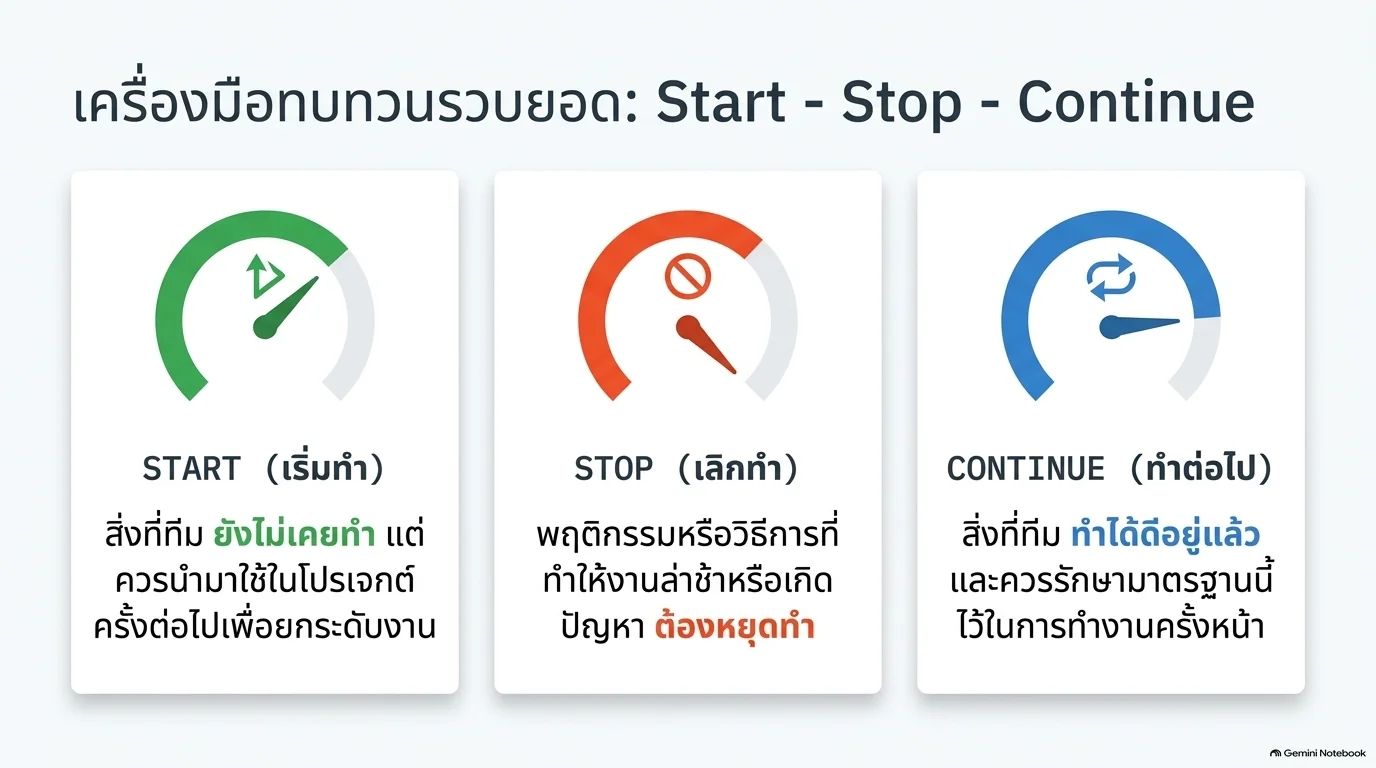 เครื่องมือทบทวนรวบยอด: Start - Stop - Continue
START (เริ่มทำ)
สิ่งที่ทีม ยังไม่เคยทำ แต่
ควรนำมาใช้ในโปรเจกต์
ครั้งต่อไปเพื่อยกระดับงาน
STOP (เลิกทำ)
พฤติกรรมหรือวิธีการที่
ทำให้งานล่าช้าหรือเกิด
ปัญหา ต้องหยุดทำ
CONTINUE (ทำต่อไป)
สิ่งที่ทีม ทำได้ดีอยู่แล้ว
และควรรักษามาตรฐานนี้
ไว้ในการทำงานครั้งหน้า
Gemini Notebook